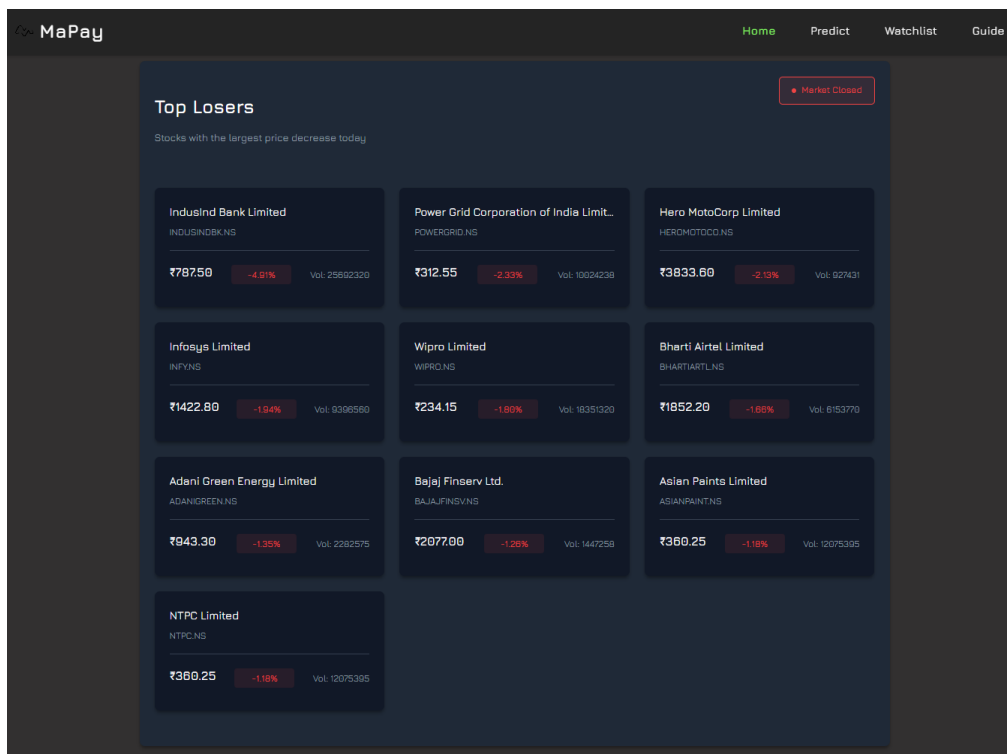 MaPay
Home Predict Watchlist Guide
Market Closed
Top Losers
Stocks with the largest price decrease today
IndusInd Bank Limited
INDUSINDBK.NS
₹787.50 -4.91% Vol: 25692320
Power Grid Corporation of India Limit...
POWERGRID.NS
₹312.55 -2.33% Vol: 10024238
Hero MotoCorp Limited
HEROMOTOCO.NS
₹3833.60 -2.13% Vol: 927431
Infosys Limited
INFY.NS
₹1422.80 -1.94% Vol: 9396560
Wipro Limited
WIPRO.NS
₹234.15 -1.80% Vol: 18351320
Bharti Airtel Limited
BHARTIARTL.NS
₹1852.20 -1.66% Vol: 6153770
Adani Green Energy Limited
ADANIGREEN.NS
₹943.30 -1.35% Vol: 2282575
Bajaj Finserv Ltd.
BAJAJFINSV.NS
₹2077.00 -1.26% Vol: 1447258
Asian Paints Limited
ASIANPAINT.NS
₹360.25 -1.18% Vol: 12075395
NTPC Limited
NTPC.NS
₹360.25 -1.18% Vol: 12075395